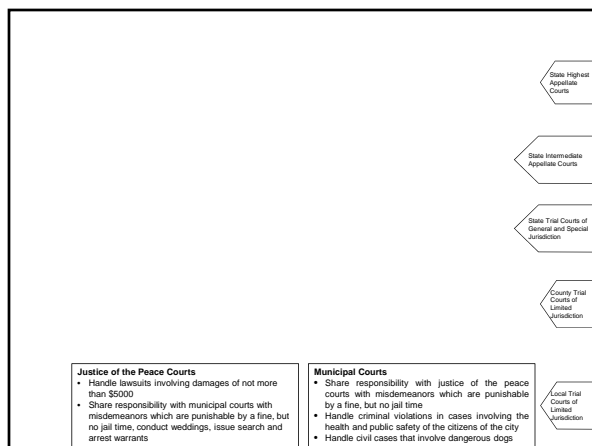 State Highest
Appellate
Courts
State Intermediate
Appellate Courts
State Trial Courts of
General and Special
Jurisdiction
County Trial
Courts of
Limited
Jurisdiction
Justice of the Peace Courts
• Handle lawsuits involving damages of not more
than $5000
• Share responsibility with municipal courts with
misdemeanors which are punishable by a fine, but
no jail time, conduct weddings, issue search and
arrest warrants
Municipal Courts
• Share responsibility with justice of the peace
courts with misdemeanors which are punishable
by a fine, but no jail time
• Handle criminal violations in cases involving the
health and public safety of the citizens of the city
• Handle civil cases that involve dangerous dogs
Local Trial
Courts of
Limited
Jurisdiction